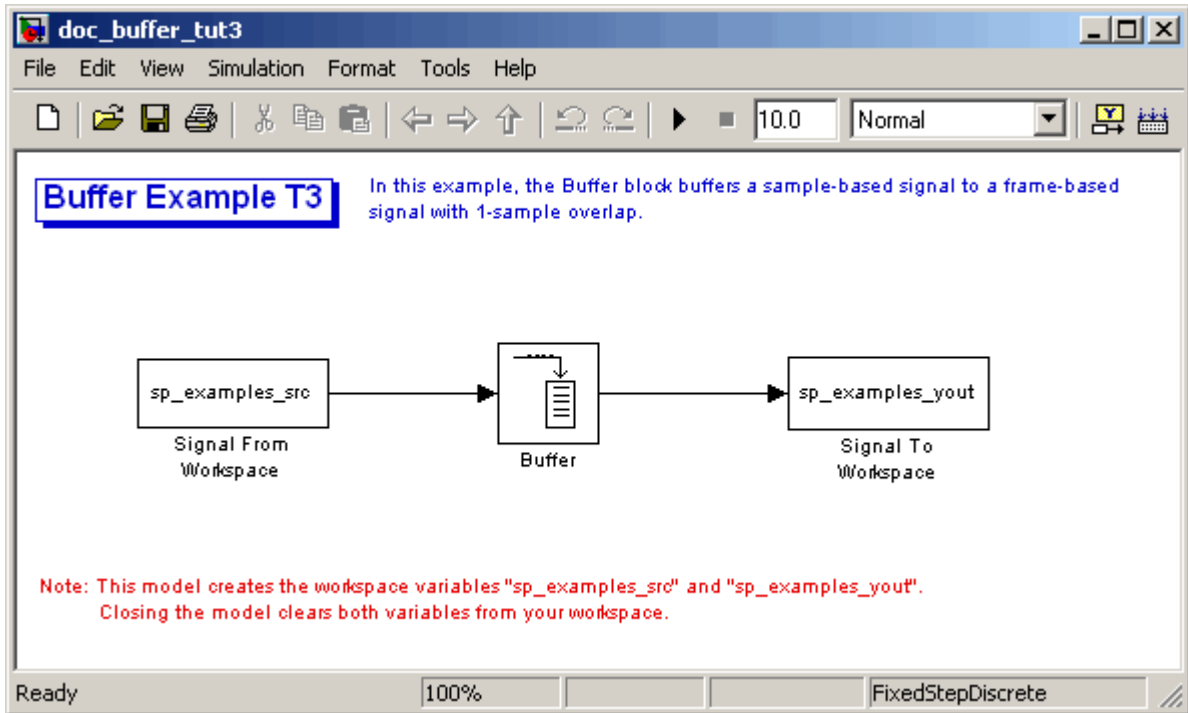 doc_buffer_tut3
File Edit View Simulation Format Tools Help
10.0 Normal
Buffer Example T3
In this example, the Buffer block buffers a sample-based signal to a frame-based
signal with 1-sample overlap.
sp_examples_src
Signal From
Workspace
Buffer
sp_examples_yout
Signal To
Workspace
Note: This model creates the workspace variables "sp_examples_src" and "sp_examples_yout".
Closing the model clears both variables from your workspace.
Ready 100% FixedStepDiscrete